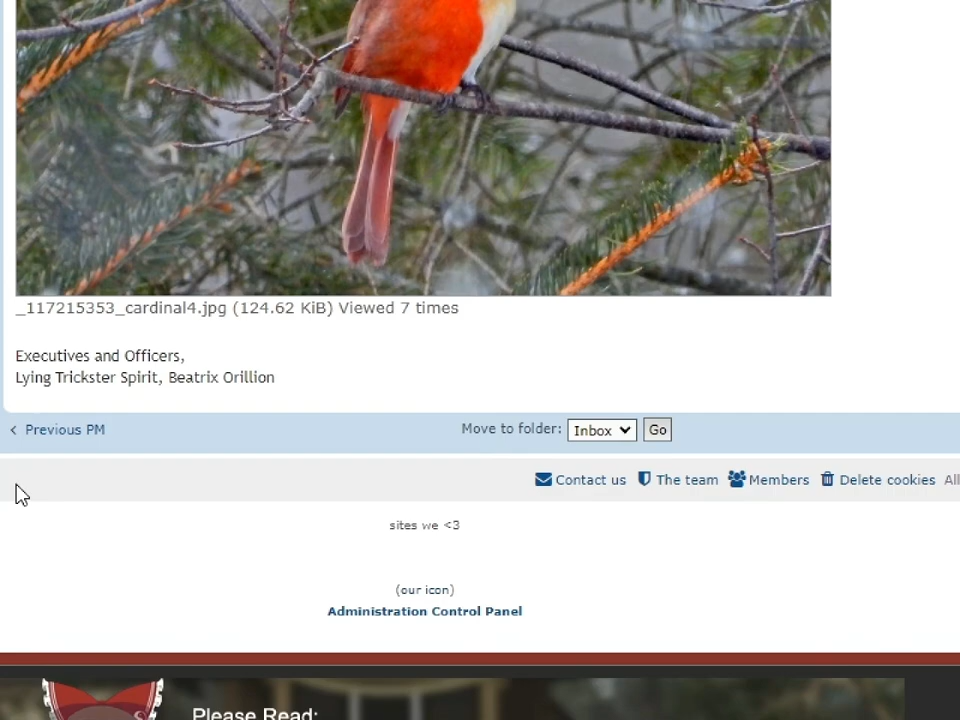 _117215353_cardinal4.jpg (124.62 KiB) Viewed 7 times
Executives and Officers,
Lying Trickster Spirit, Beatrix Orillion
Previous PM
Move to folder: Inbox Go
Contact us The team Members Delete cookies All
sites we <3
(our icon)
Administration Control Panel
Please Read: